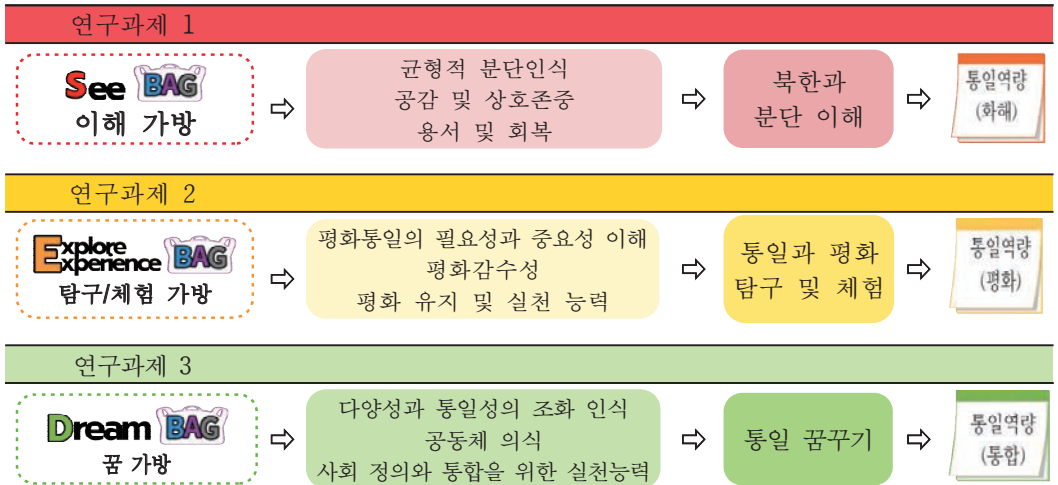 연구과제 1
See BAG
이해 가방
⇨
균형적 분단인식
공감 및 상호존중
용서 및 회복
⇨
북한과
분단 이해
⇨
통일역량
(화해)
연구과제 2
Explore
Experience BAG
탐구/체험 가방
⇨
평화통일의 필요성과 중요성 이해
평화감수성
평화 유지 및 실천 능력
⇨
통일과 평화
탐구 및 체험
⇨
통일역량
(평화)
연구과제 3
Dream BAG
꿈 가방
⇨
다양성과 통일성의 조화 인식
공동체 의식
사회 정의와 통합을 위한 실천능력
⇨
통일 꿈꾸기
⇨
통일역량
(통합)